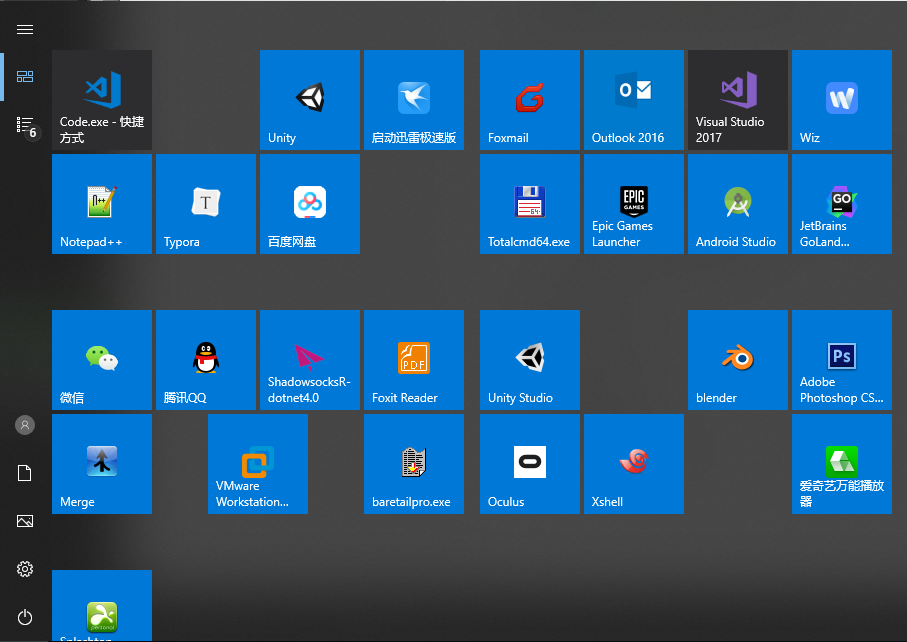 6
Code.exe - 快捷
方式
Unity
启动迅雷极速版
Foxmail
Outlook 2016
Visual Studio
2017
Wiz
Notepad++
Typora
百度网盘
Totalcmd64.exe
Epic Games
Launcher
Android Studio
JetBrains
GoLand...
微信
腾讯QQ
ShadowsocksR-
dotnet4.0
Foxit Reader
Unity Studio
blender
Adobe
Photoshop CS...
Merge
VMware
Workstation...
baretailpro.exe
Oculus
Xshell
爱奇艺万能播放
器
Splashtop